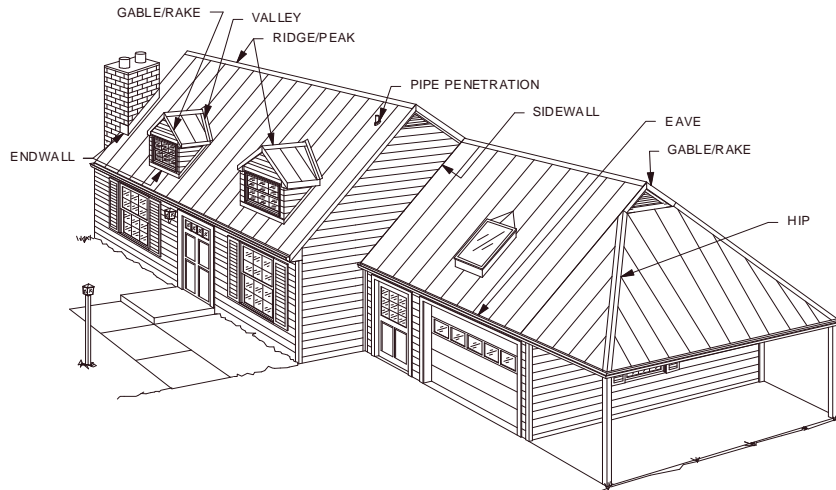 GABLE/RAKE
VALLEY
RIDGE/PEAK
PIPE PENETRATION
SIDEWALL
EAVE
GABLE/RAKE
ENDWALL
HIP